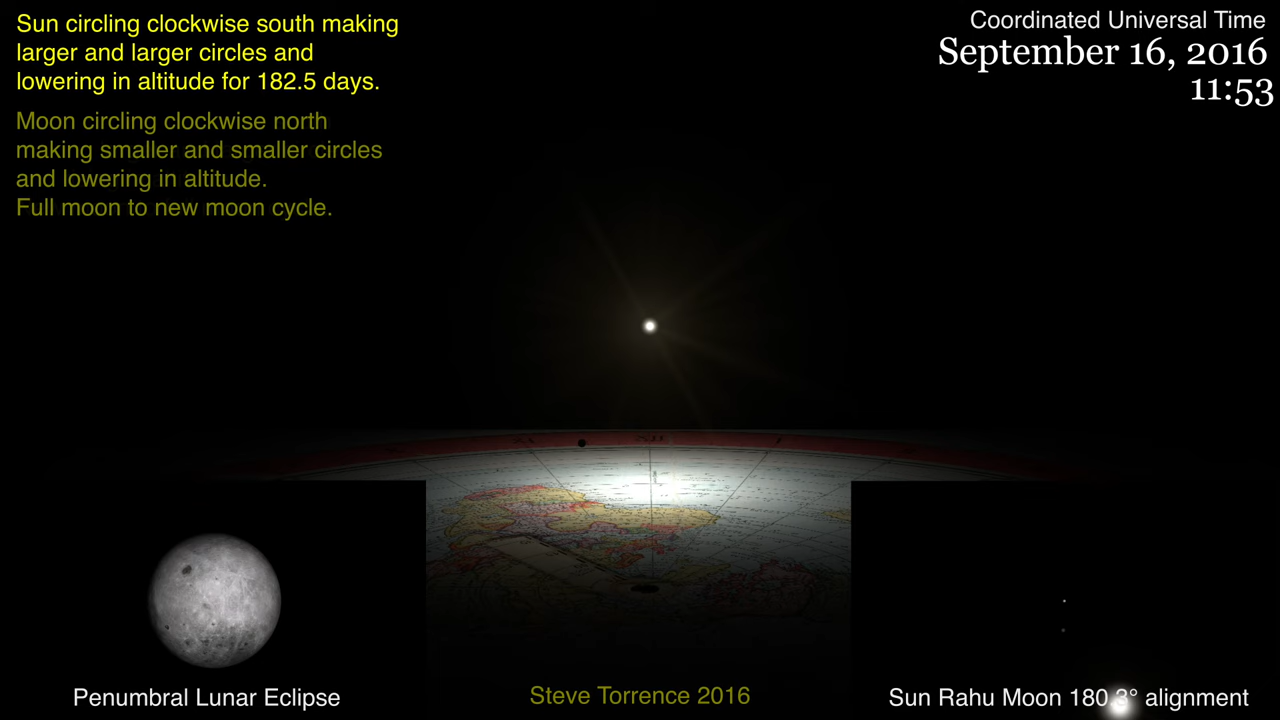 Sun circling clockwise south making
larger and larger circles and
lowering in altitude for 182.5 days.
Moon circling clockwise north
making smaller and smaller circles
and lowering in altitude.
Full moon to new moon cycle.
Coordinated Universal Time
September 16, 2016
11:53
Penumbral Lunar Eclipse
Steve Torrence 2016
Sun Rahu Moon 180.3° alignment